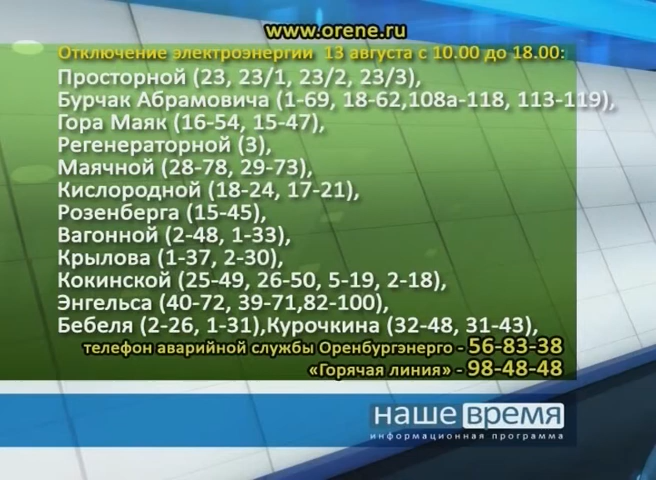 www.orene.ru
Отключение электроэнергии 13 августа с 10.00 до 18.00:
Просторной (23, 23/1, 23/2, 23/3),
Бурчак Абрамовича (1-69, 18-62,108а-118, 113-119),
Гора Маяк (16-54, 15-47),
Регенераторной (3),
Маячной (28-78, 29-73),
Кислородной (18-24, 17-21),
Розенберга (15-45),
Вагонной (2-48, 1-33),
Крылова (1-37, 2-30),
Кокинской (25-49, 26-50, 5-19, 2-18),
Энгельса (40-72, 39-71,82-100),
Бебеля (2-26, 1-31),Курочкина (32-48, 31-43),
телефон аварийной службы Оренбургэнерго - 56-83-38
«Горячая линия» - 98-48-48
наше время
информационная программа